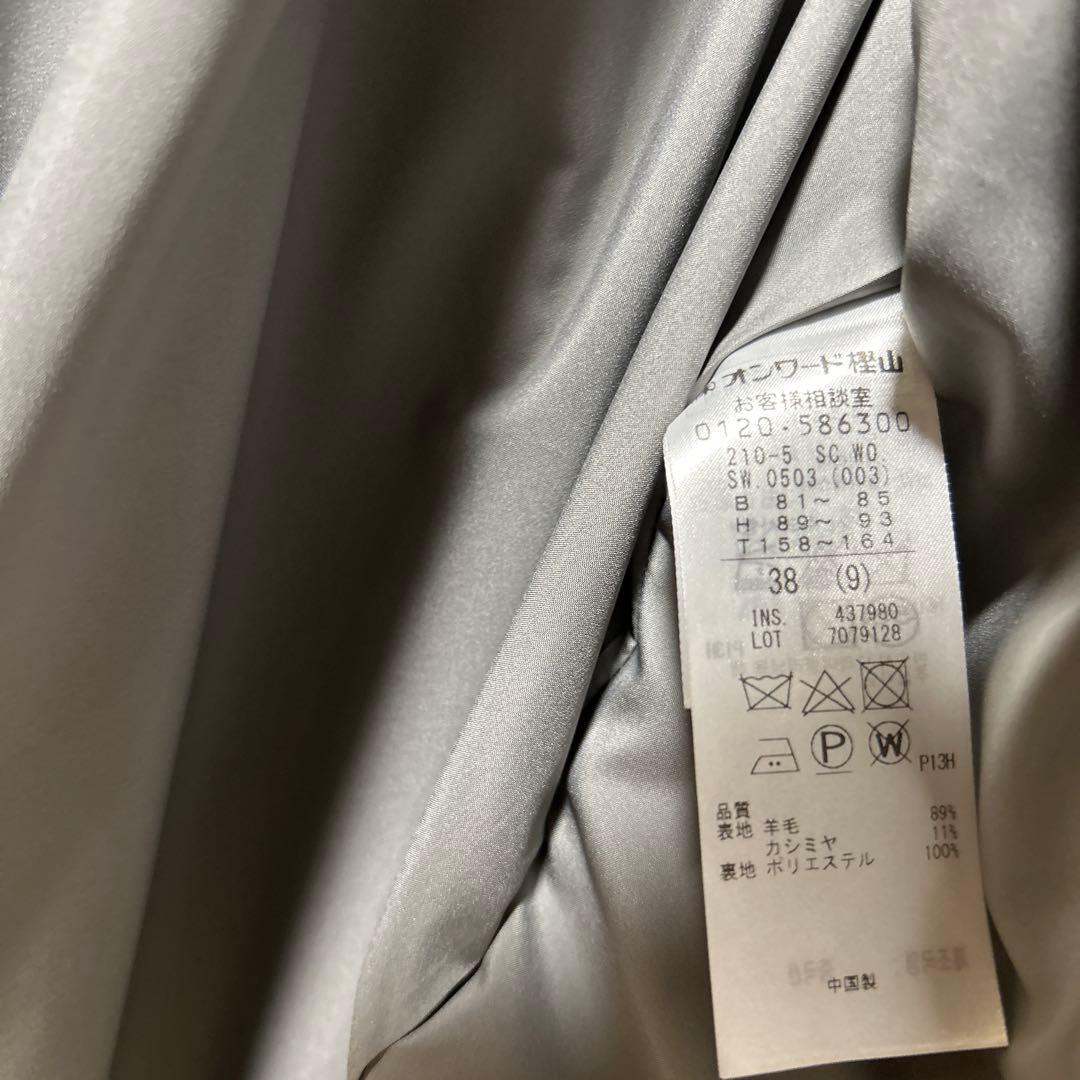 オンワード樫山
お客様相談室
0120-586300
210-5 SC.WO.
SW.0503 (003)
B 81～ 85
H 89～ 93
T158～164
38 (9)
INS. 437980
LOT 7079128
P W P13H
品質
表地 羊毛 89%
カシミヤ 11%
裏地 ポリエステル 100%
中国製